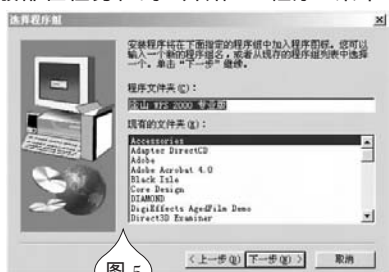 选择程序组
安装程序将在下面指定的程序组中加入程序图标。您可以
输入一个新的程序组名，或者从现存的程序组列表中选择
一个。单击“下一步”继续。
程序文件夹(P)：
金山 WPS 2000 专业版
现有的文件夹(X)：
Accessories
Adaptec DirectCD
Adobe
Adobe Acrobat 4.0
Black Isle
Core Design
DIAMOND
DigiEffects AgedFilm Demo
Direct3D Examiner
<上一步(B) 下一步(N)> 取消
图 5